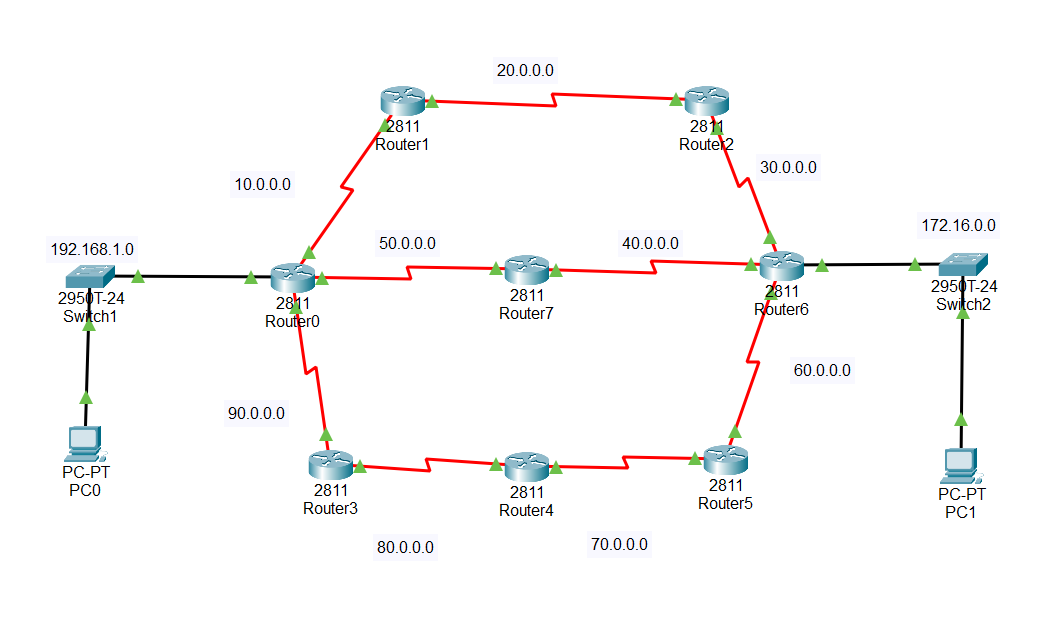 20.0.0.0
2811
Router1
2811
Router2
30.0.0.0
10.0.0.0
172.16.0.0
192.168.1.0
50.0.0.0
40.0.0.0
2950T-24
Switch1
2811
Router0
2811
Router7
2811
Router6
2950T-24
Switch2
60.0.0.0
90.0.0.0
PC-PT
PC0
2811
Router3
2811
Router4
2811
Router5
PC-PT
PC1
80.0.0.0
70.0.0.0